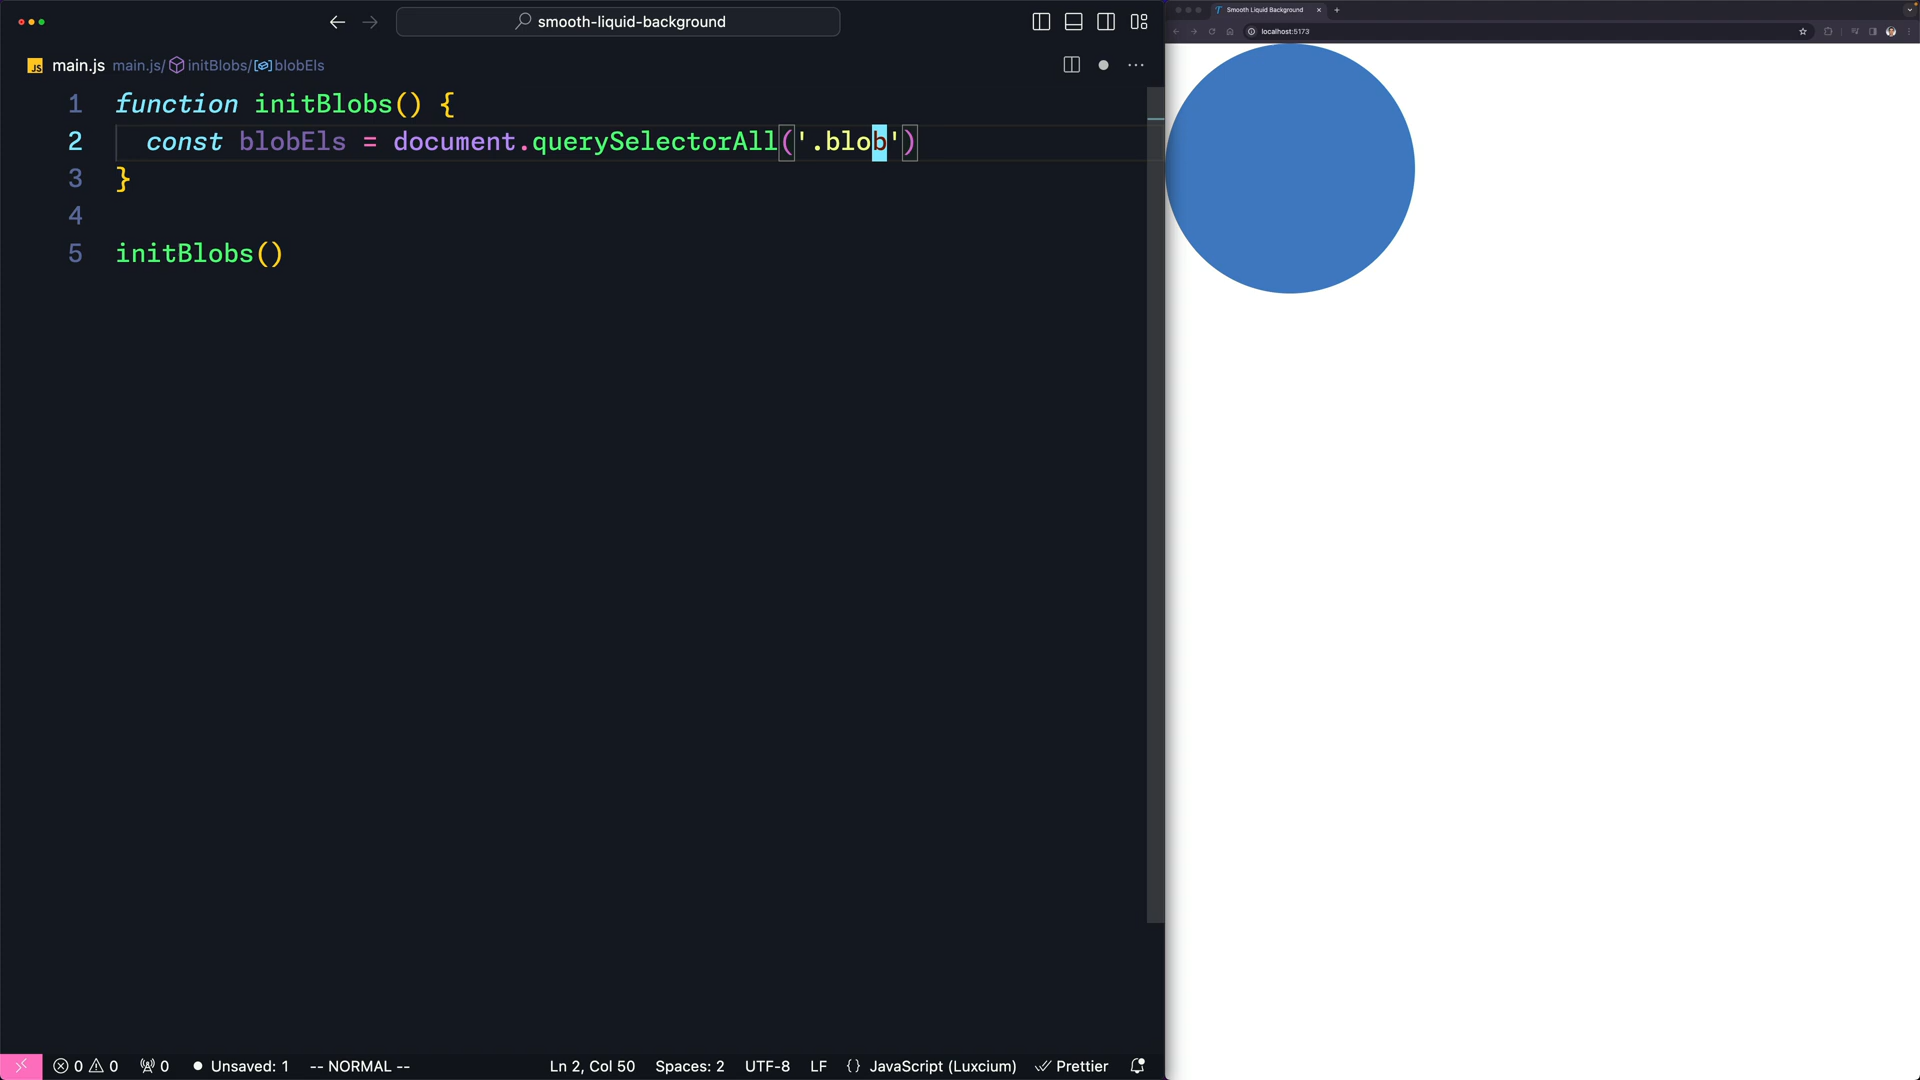 smooth-liquid-background
main.js main.js/initBlobs/blobEls
1 function initBlobs() {
2 const blobEls = document.querySelectorAll('.blob')
3 }
4
5 initBlobs()
0 0 0 Unsaved: 1 -- NORMAL -- Ln 2, Col 50 Spaces: 2 UTF-8 LF {} JavaScript (Luxcium) Prettier
Smooth Liquid Background
localhost:5173